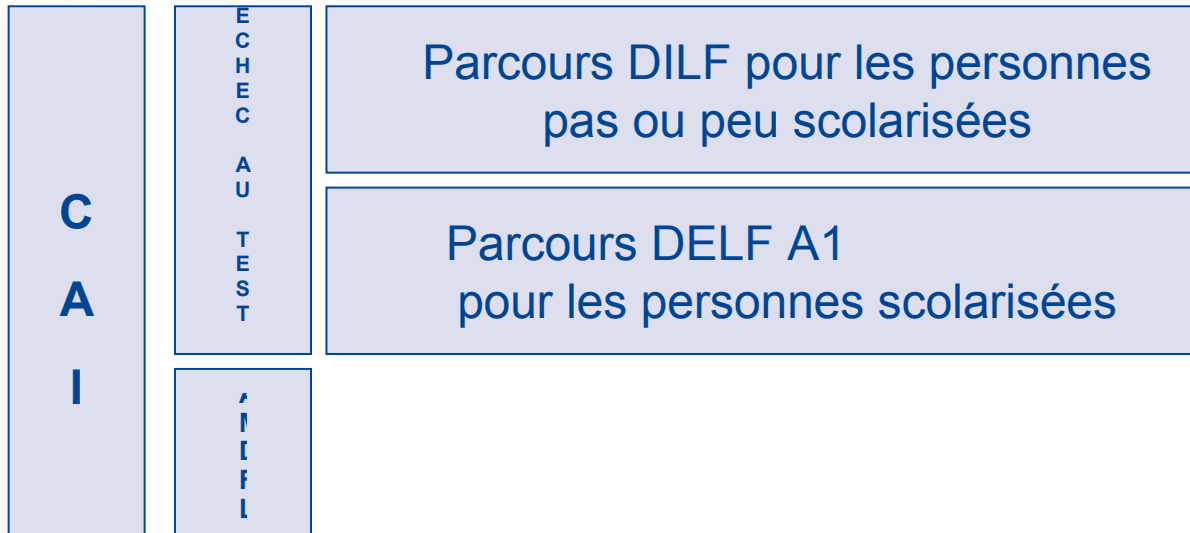 CAI
ECHEC AU TEST
Parcours DILF pour les personnes
pas ou peu scolarisées
Parcours DELF A1
pour les personnes scolarisées